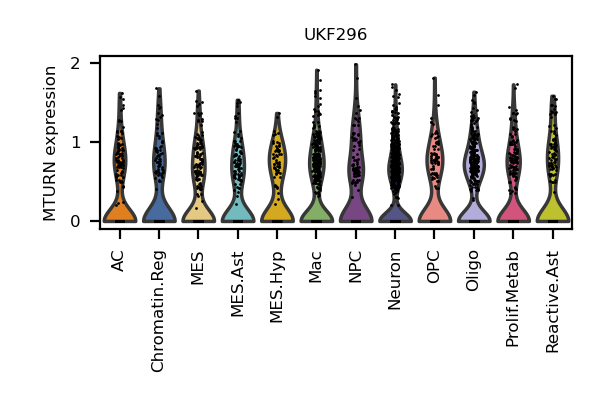 UKF296
MTURN expression
2
1
0
AC
Chromatin.Reg
MES
MES.Ast
MES.Hyp
Mac
NPC
Neuron
OPC
Oligo
Prolif.Metab
Reactive.Ast